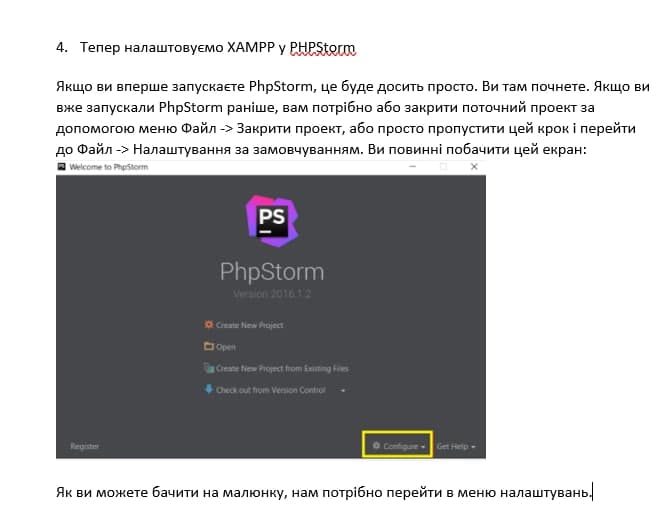 4. Тепер налаштовуємо XAMPP у PHPStorm
Якщо ви вперше запускаєте PhpStorm, це буде досить просто. Ви там почнете. Якщо ви
вже запускали PhpStorm раніше, вам потрібно або закрити поточний проект за
допомогою меню Файл -> Закрити проект, або просто пропустити цей крок і перейти
до Файл -> Налаштування за замовчуванням. Ви повинні побачити цей екран:
Welcome to PhpStorm
PS
PhpStorm
Version 2016.1.2
Create New Project
Open
Create New Project from Existing Files
Check out from Version Control
Register Configure Get Help
Як ви можете бачити на малюнку, нам потрібно перейти в меню налаштувань.